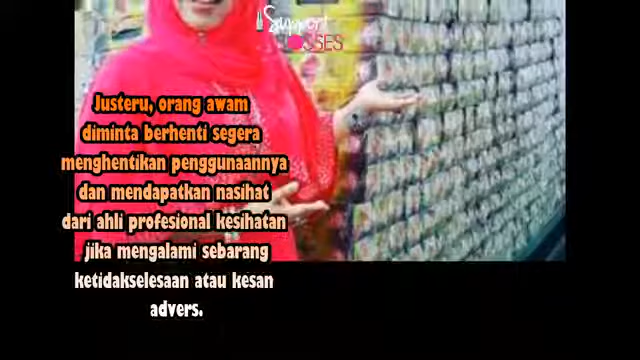 Support
BOSSES
Justeru, orang awam
diminta berhenti segera
menghentikan penggunaannya
dan mendapatkan nasihat
dari ahli profesional kesihatan
jika mengalami sebarang
ketidakselesaan atau kesan
advers.